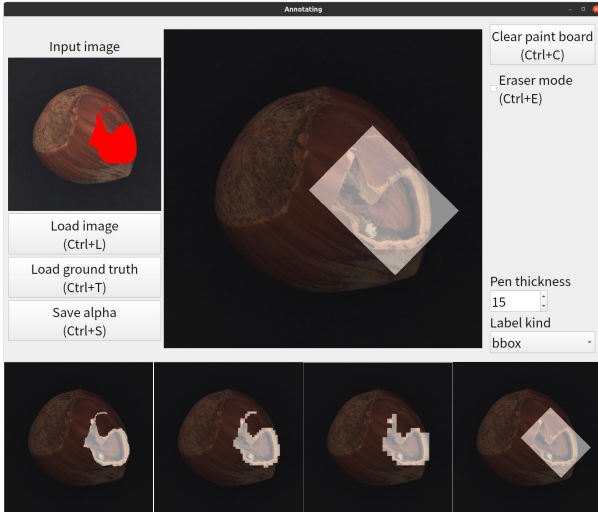 Annotating
Input image
Load image
(Ctrl+L)
Load ground truth
(Ctrl+T)
Save alpha
(Ctrl+S)
Clear paint board
(Ctrl+C)
Eraser mode
(Ctrl+E)
Pen thickness
15
Label kind
bbox